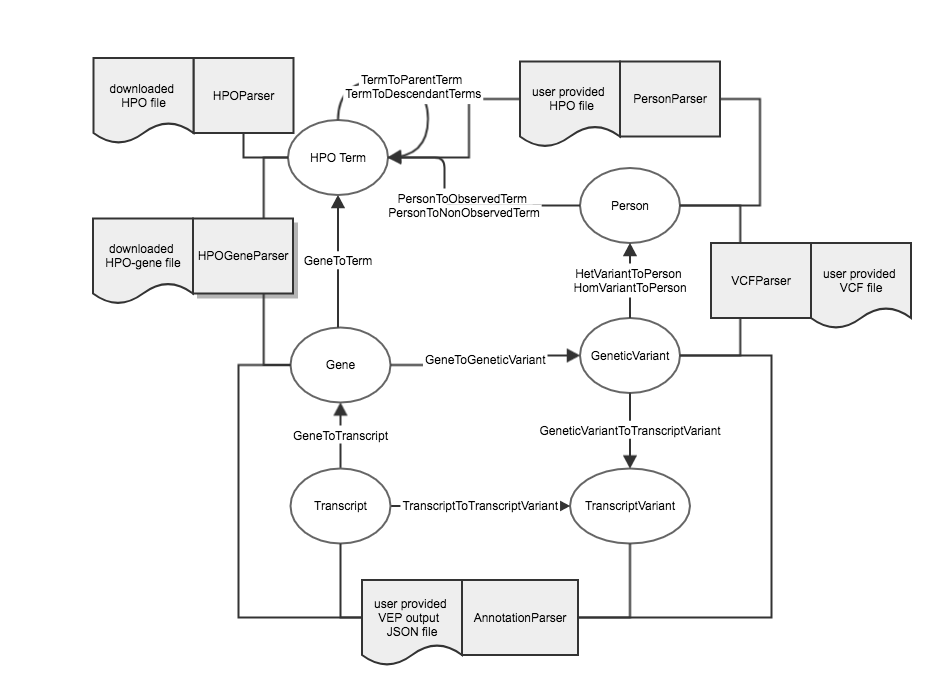 TermToParentTerm
TermToDescendantTerms
downloaded
HPO file
HPOParser
user provided
HPO file
PersonParser
HPO Term
PersonToObservedTerm
PersonToNonObservedTerm
Person
downloaded
HPO-gene file
HPOGeneParser
GeneToTerm
HetVariantToPerson
HomVariantToPerson
VCFParser
user provided
VCF file
Gene
GeneToGeneticVariant
GeneticVariant
GeneToTranscript
GeneticVariantToTranscriptVariant
Transcript
TranscriptToTranscriptVariant
TranscriptVariant
user provided
VEP output
JSON file
AnnotationParser